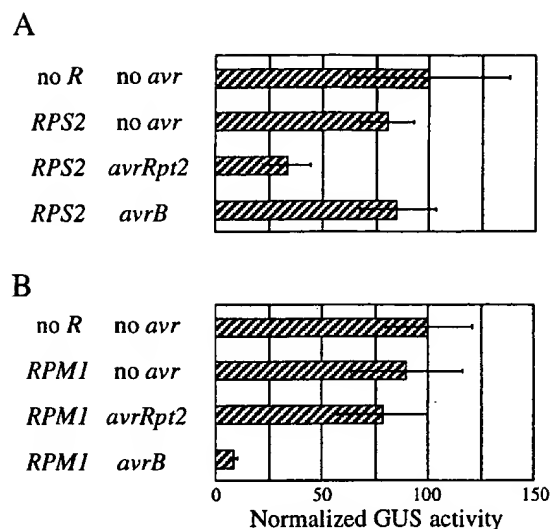 A
no R no avr
RPS2 no avr
RPS2 avrRpt2
RPS2 avrB
B
no R no avr
RPM1 no avr
RPM1 avrRpt2
RPM1 avrB
0 50 100 150
Normalized GUS activity